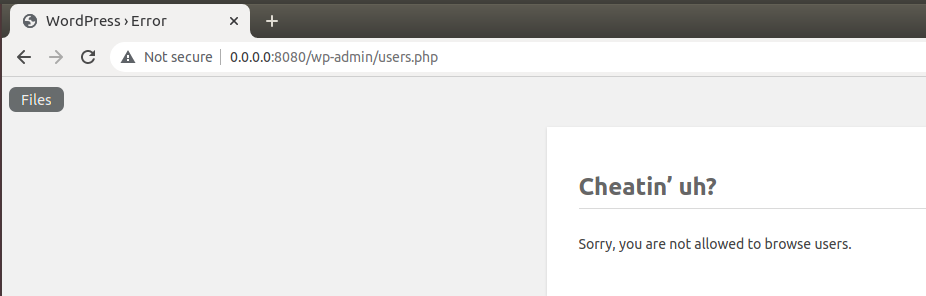 WordPress › Error
Not secure | 0.0.0.0:8080/wp-admin/users.php
Files
Cheatin’ uh?
Sorry, you are not allowed to browse users.